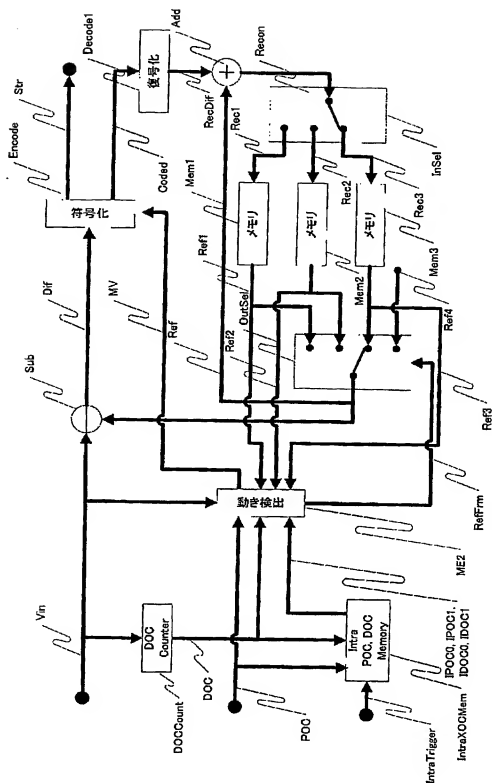 Str
Encode
Decode1
Add
Recon
復号化
RecDif
Rec1
InSel
Coded
符号化
Mem1
メモリ
メモリ
メモリ
Rec2
Rec3
Dif
MV
Ref
Ref1
OutSel
Ref2
Mem2
Mem3
Ref4
Ref3
Sub
動き検出
RefFrm
ME2
Vin
DOC
Counter
DOCCount
DOC
POC
Intra
POC, DOC
Memory
IntraTrigger
IntraXOCMem
IPOC0, IPOC1,
IDOC0, IDOC1